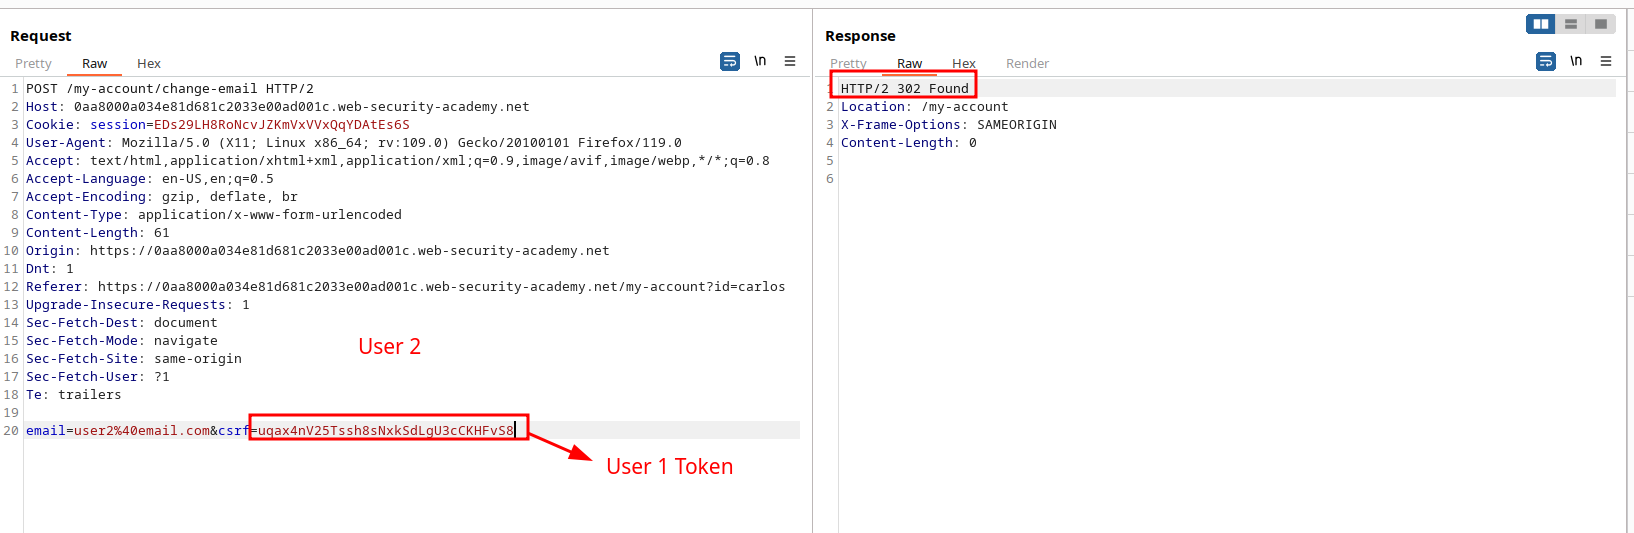 Request
Pretty Raw Hex
\n
1 POST /my-account/change-email HTTP/2
2 Host: 0aa8000a034e81d681c2033e00ad001c.web-security-academy.net
3 Cookie: session=EDs29LH8RoNcvJZKmVxVVxQqYDAtEs6S
4 User-Agent: Mozilla/5.0 (X11; Linux x86_64; rv:109.0) Gecko/20100101 Firefox/119.0
5 Accept: text/html,application/xhtml+xml,application/xml;q=0.9,image/avif,image/webp,*/*;q=0.8
6 Accept-Language: en-US,en;q=0.5
7 Accept-Encoding: gzip, deflate, br
8 Content-Type: application/x-www-form-urlencoded
9 Content-Length: 61
10 Origin: https://0aa8000a034e81d681c2033e00ad001c.web-security-academy.net
11 Dnt: 1
12 Referer: https://0aa8000a034e81d681c2033e00ad001c.web-security-academy.net/my-account?id=carlos
13 Upgrade-Insecure-Requests: 1
14 Sec-Fetch-Dest: document
15 Sec-Fetch-Mode: navigate
16 Sec-Fetch-Site: same-origin
17 Sec-Fetch-User: ?1
18 Te: trailers
19
20 email=user2%40email.com&csrf=uqax4nV25Tssh8sNxkSdLgU3cCKHFvS8
User 2
User 1 Token
Response
Pretty Raw Hex Render
\n
1 HTTP/2 302 Found
2 Location: /my-account
3 X-Frame-Options: SAMEORIGIN
4 Content-Length: 0
5
6